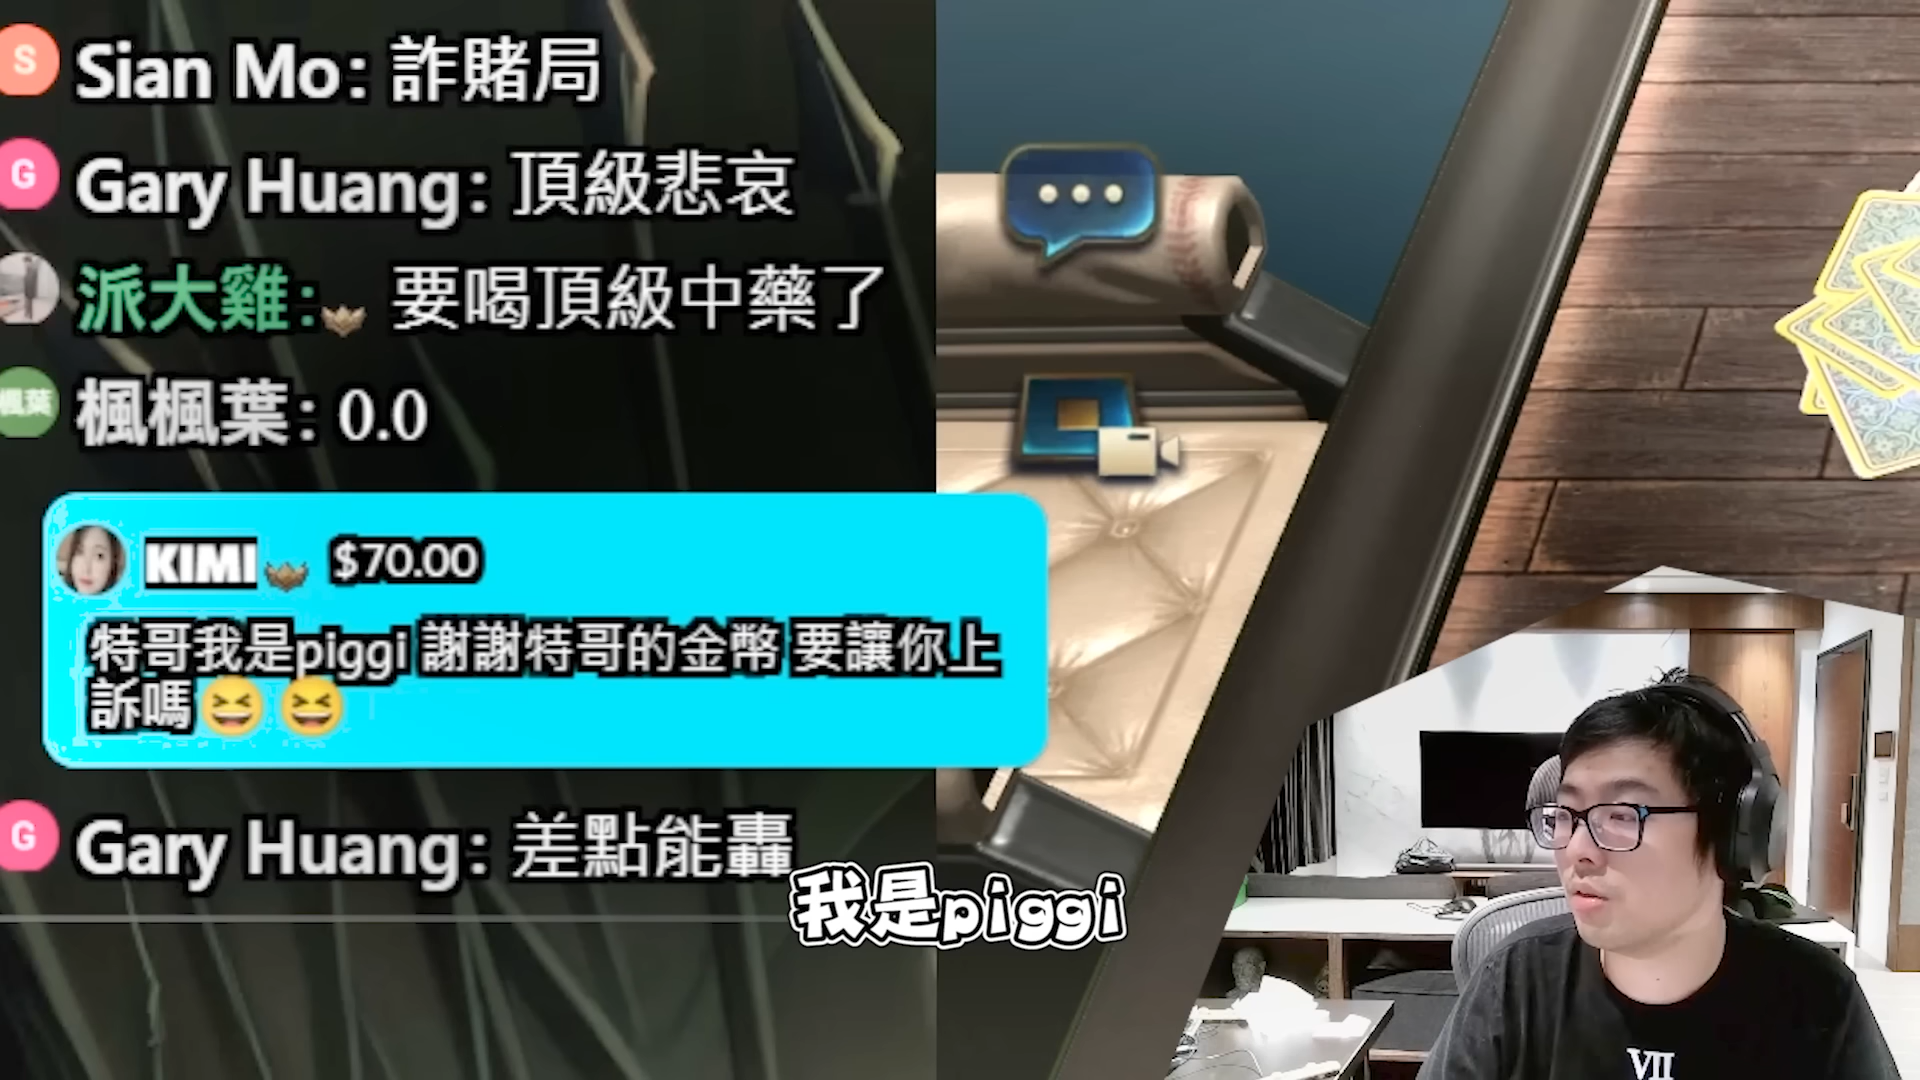 S
Sian Mo: 詐賭局
G
Gary Huang: 頂級悲哀
派大雞: 要喝頂級中藥了
楓葉
楓楓葉: 0.0
KIMI $70.00
特哥我是piggi 謝謝特哥的金幣 要讓你上
訴嗎😆 😆
G
Gary Huang: 差點能轟
我是piggi
VII